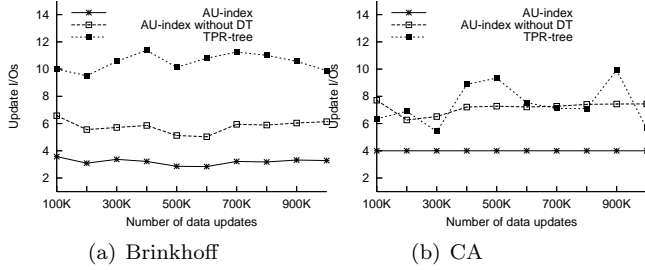 AU-index
AU-index without DT
TPR-tree
Update I/Os
14
12
10
8
6
4
2
100K 300K 500K 700K 900K
Number of data updates
(a) Brinkhoff
AU-index
AU-index without DT
TPR-tree
Update I/Os
14
12
10
8
6
4
2
100K 300K 500K 700K 900K
Number of data updates
(b) CA